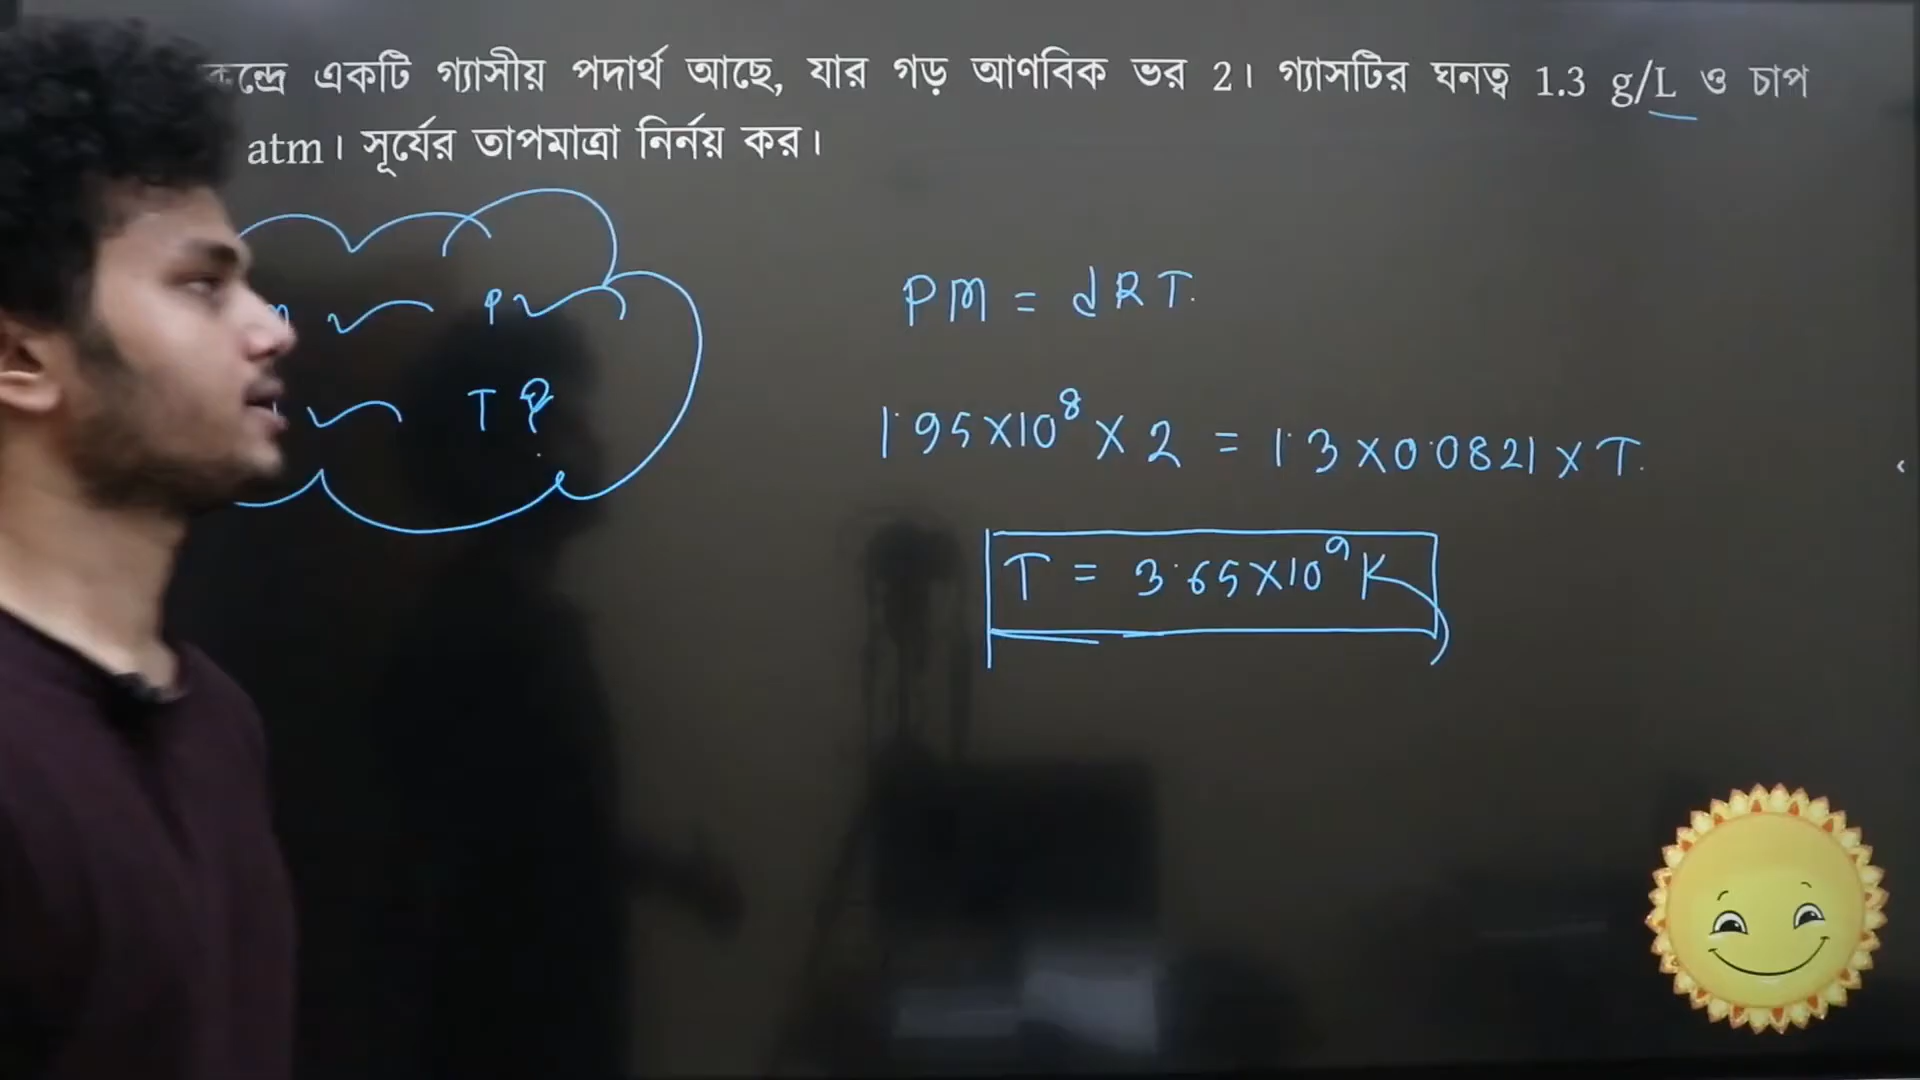 একটি গ্যাসীয় পদার্থ আছে, যার গড় আণবিক ভর 2। গ্যাসটির ঘনত্ব 1.3 g/L ও চাপ
atm। সূর্যের তাপমাত্রা নির্নয় কর।
P
T ?
PM = dRT.
1.95×10⁸ × 2 = 1.3 × 0.0821 × T.
T = 3.65×10⁹ K